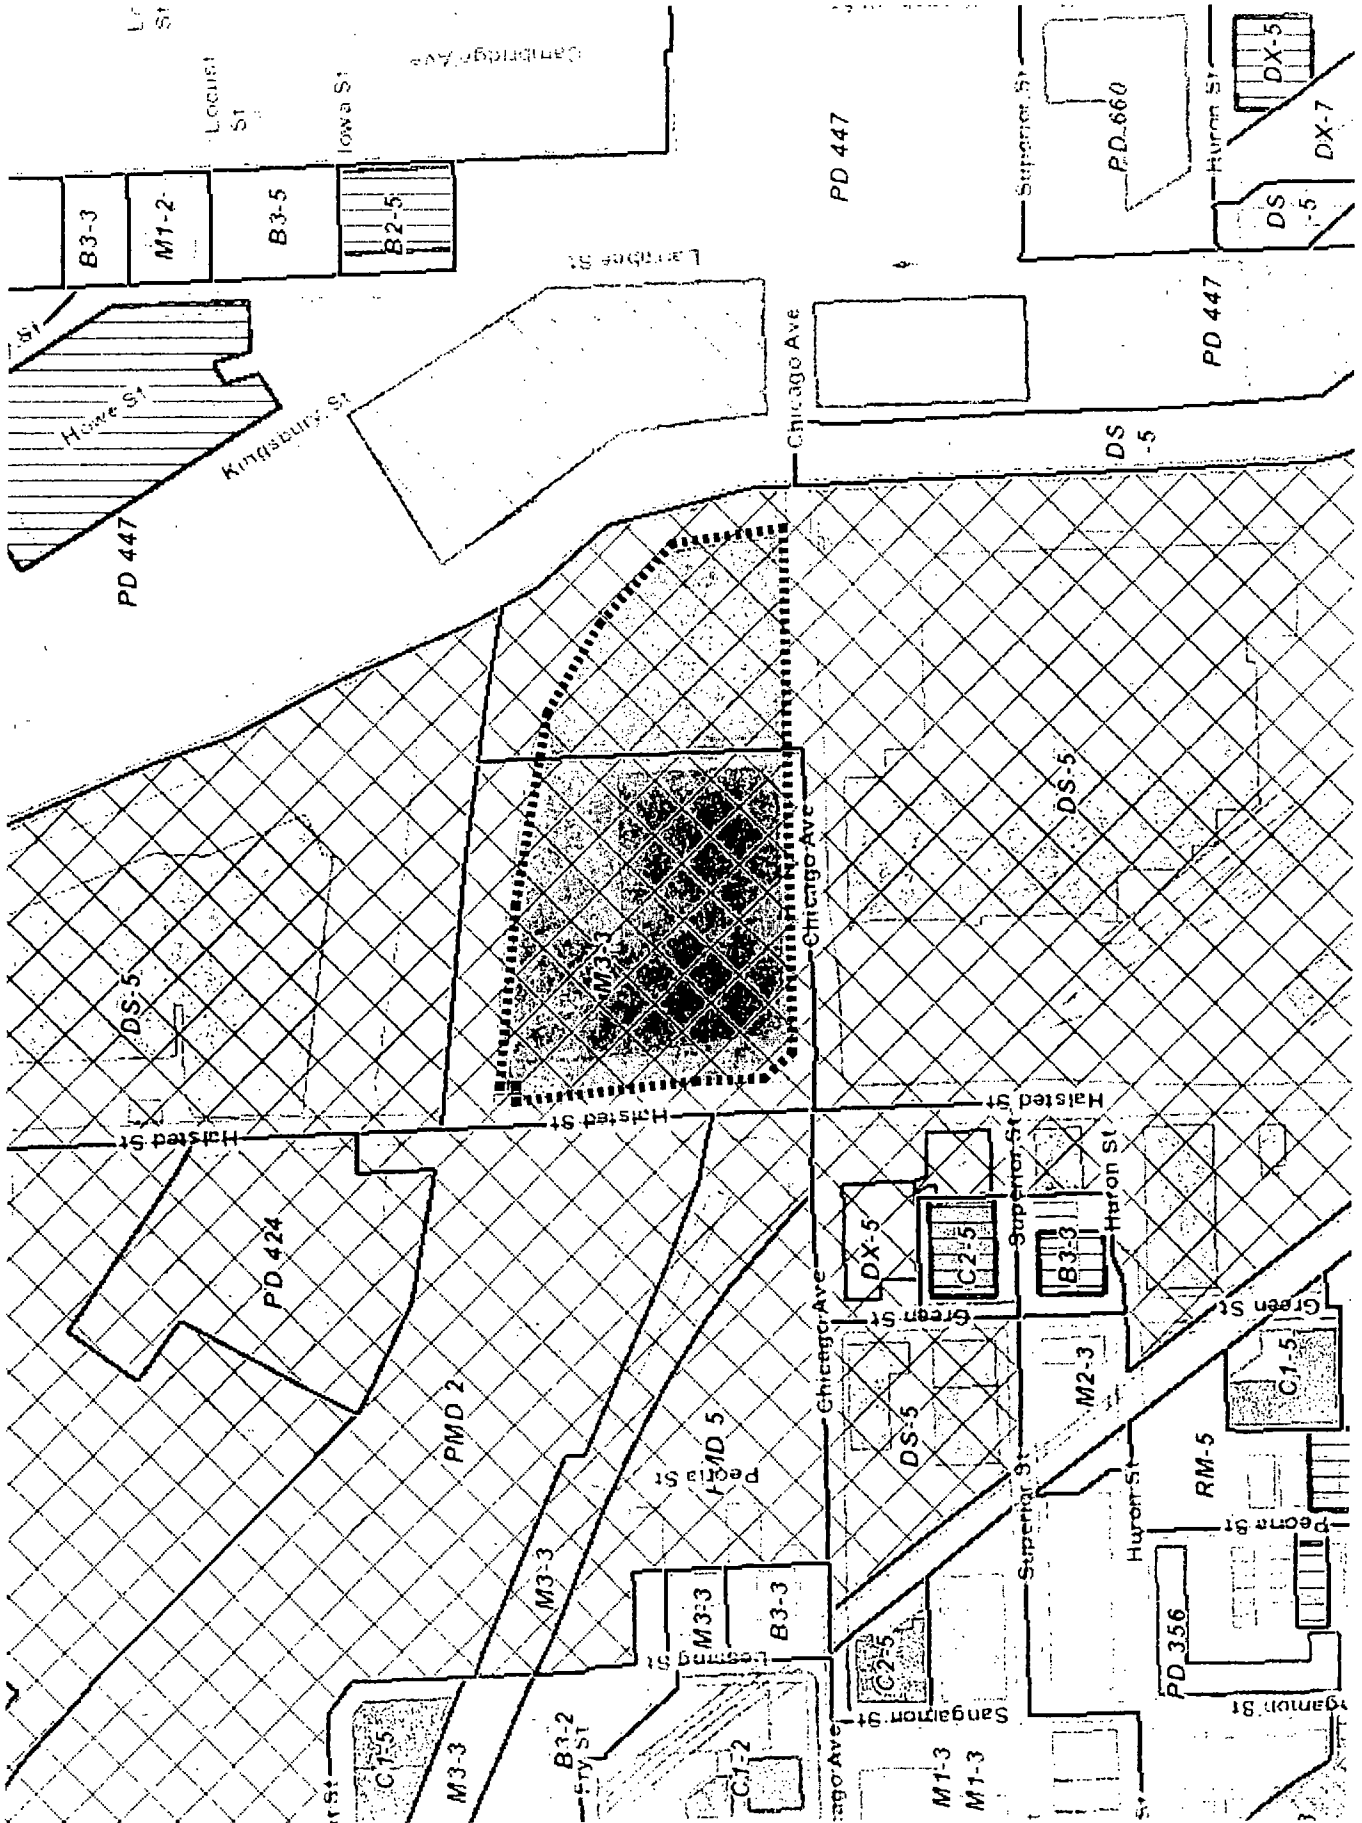 Locust
St
Iowa St
Cambridge Ave
B3-3
M1-2
B3-5
B2-5
PD 447
Superior St
PD 660
Huron St
DX-5
DX-7
DS
-5
Larrabee St
Howe St
Kingsbury St
Chicago Ave
PD 447
DS
-5
PD 447
DS-5
M3-3
Chicago Ave
DS-5
Halsted St
Halsted St
Halsted St
PD 424
PMD 2
DX-5
C2-5
Superior St
B3-3
Huron St
Green St
Green St
Chicago Ave
DS-5
M2-3
C1-5
Peoria St
MD 5
RM-5
Superior St
Huron St
Peoria St
M3-3
M3-3
B3-3
C2-5
PD 356
Sangamon St
ngamon St
C1-5
M3-3
B3-2
Fry St
C1-2
ago Ave
M1-3
M1-3